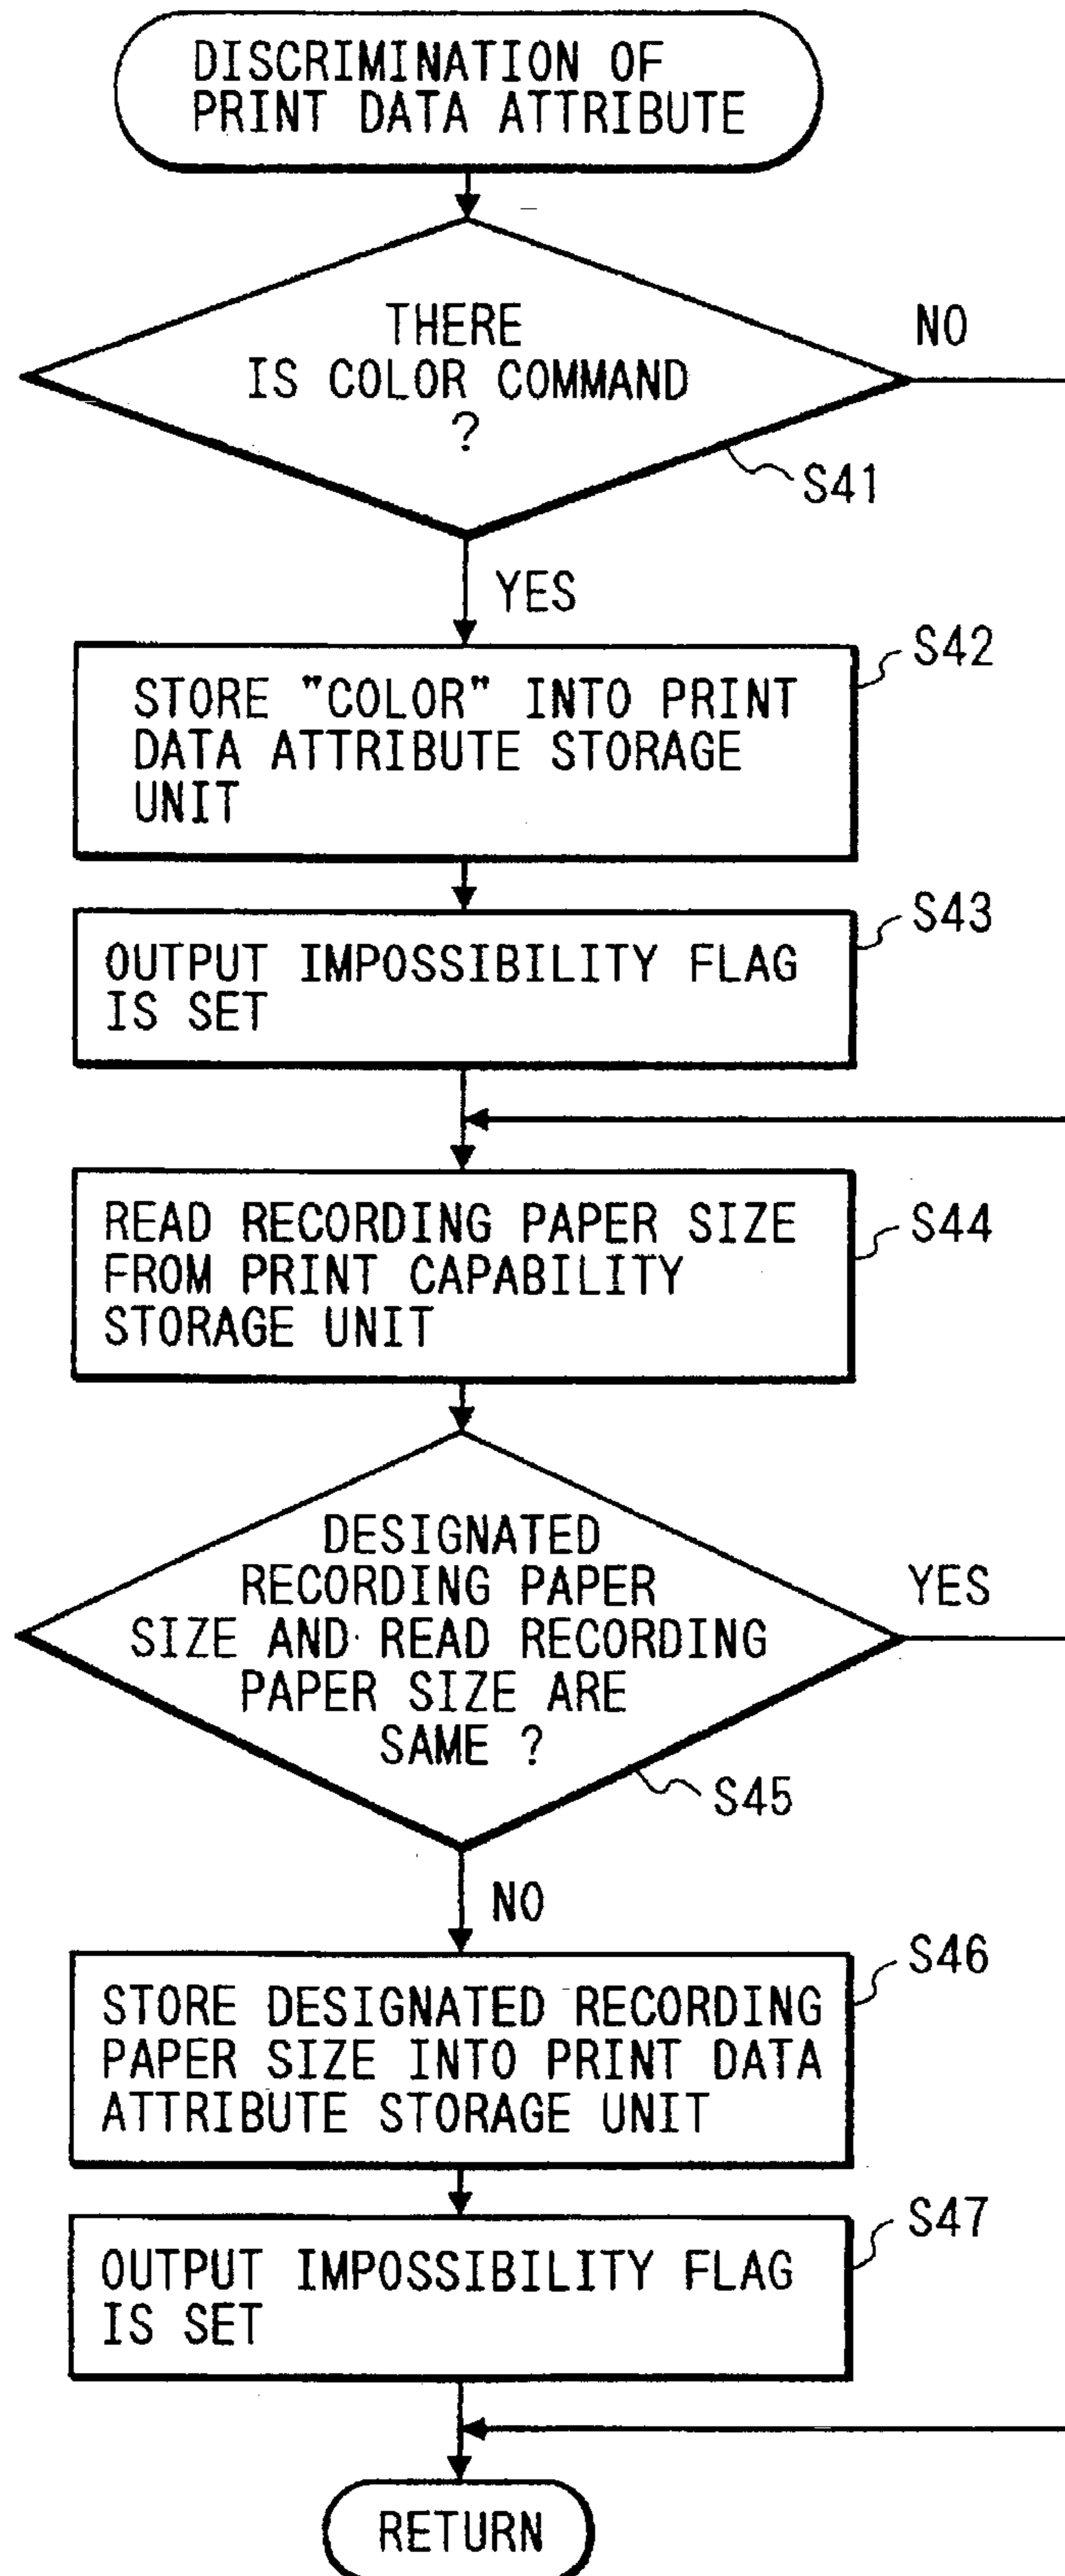 DISCRIMINATION OF
PRINT DATA ATTRIBUTE
THERE
IS COLOR COMMAND
?
NO
S41
YES
S42
STORE "COLOR" INTO PRINT
DATA ATTRIBUTE STORAGE
UNIT
S43
OUTPUT IMPOSSIBILITY FLAG
IS SET
S44
READ RECORDING PAPER SIZE
FROM PRINT CAPABILITY
STORAGE UNIT
DESIGNATED
RECORDING PAPER
SIZE AND READ RECORDING
PAPER SIZE ARE
SAME ?
YES
S45
NO
S46
STORE DESIGNATED RECORDING
PAPER SIZE INTO PRINT DATA
ATTRIBUTE STORAGE UNIT
S47
OUTPUT IMPOSSIBILITY FLAG
IS SET
RETURN